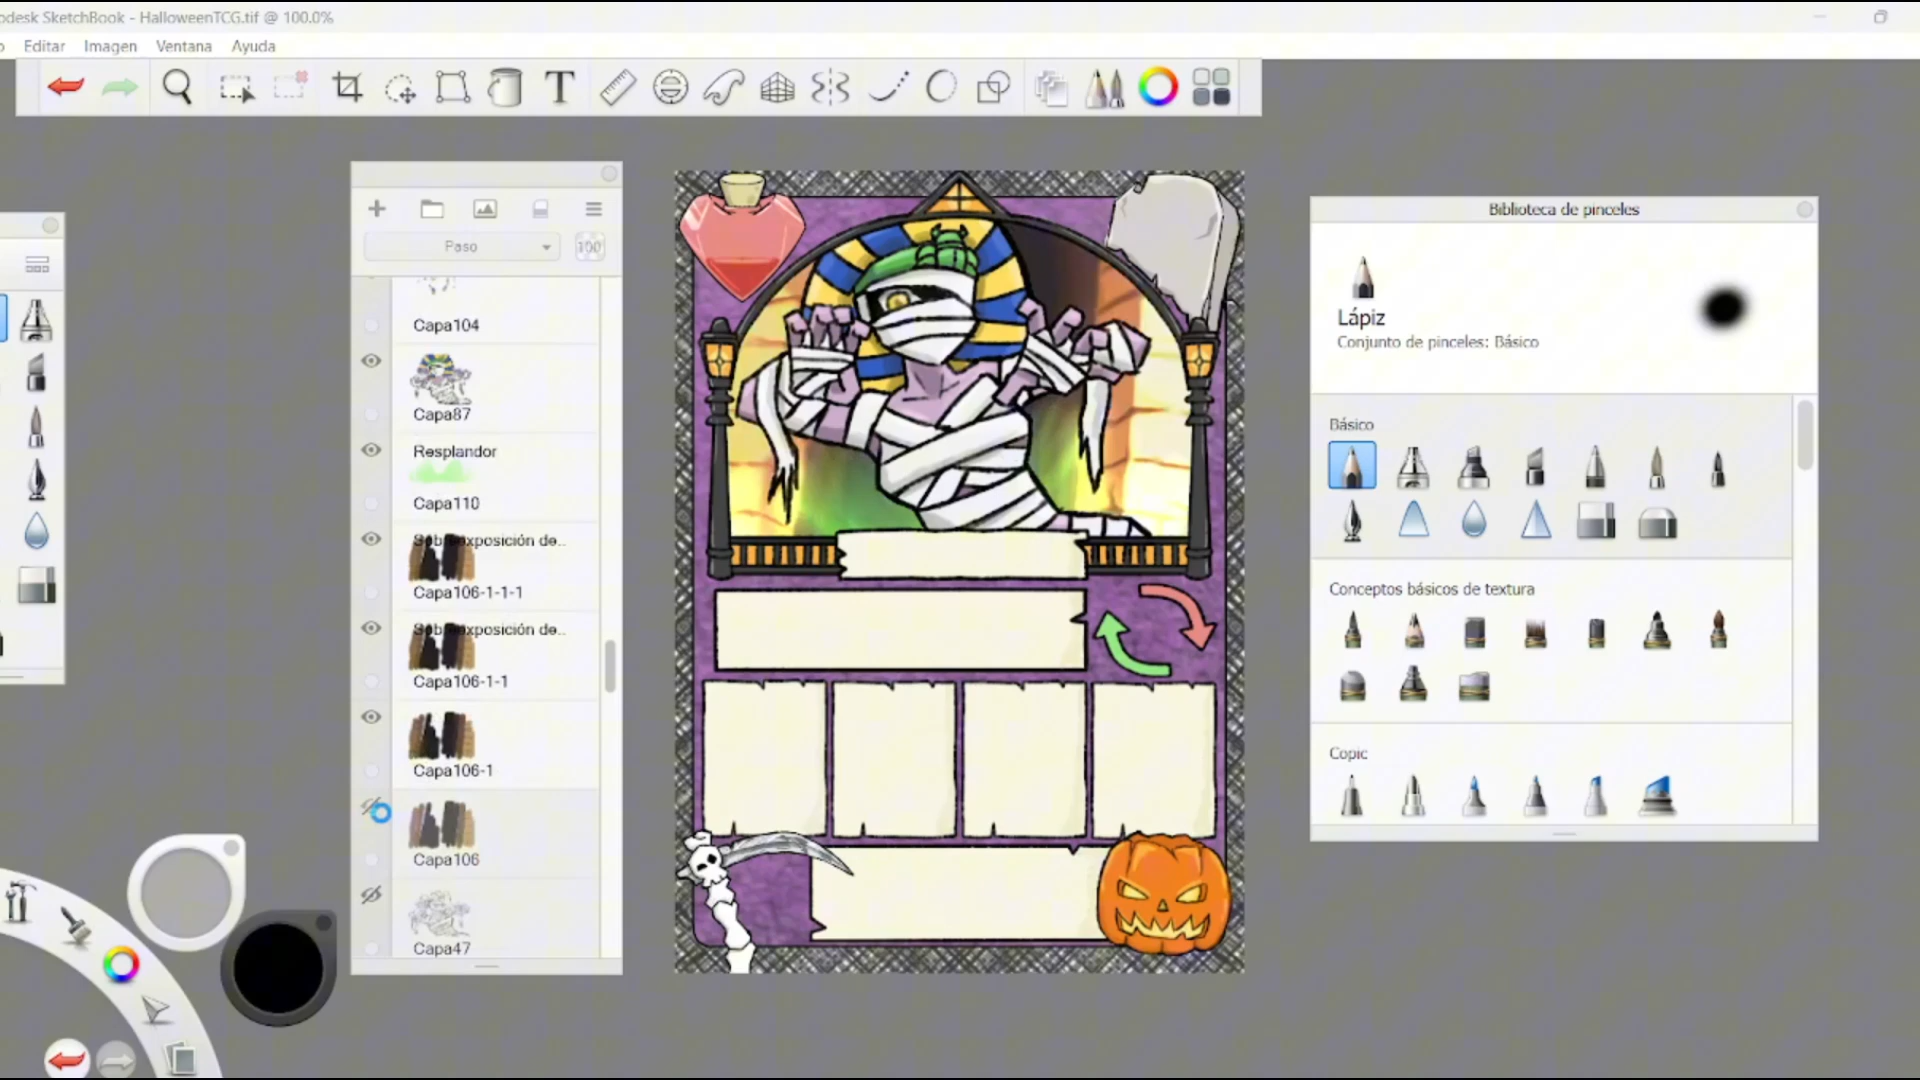 odesk SketchBook - HalloweenTCG.tif @ 100.0%
Editar Imagen Ventana Ayuda
T
Paso 100
Capa104
Capa87
Resplandor
Capa110
Sobreexposición de..
Capa106-1-1-1
Sobreexposición de..
Capa106-1-1
Capa106-1
Capa106
Capa47
Biblioteca de pinceles
Lápiz
Conjunto de pinceles: Básico
Básico
Conceptos básicos de textura
Copic